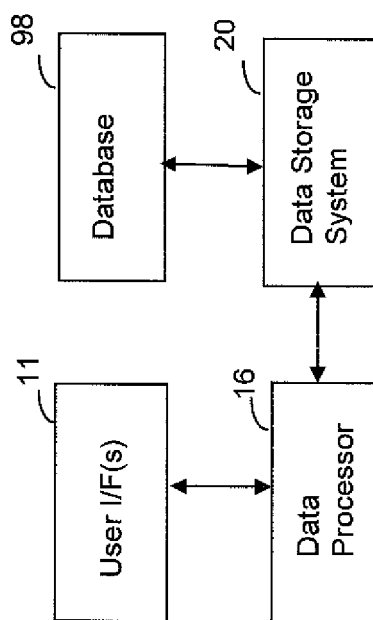 11
User I/F(s)
98
Database
16
Data
Processor
20
Data Storage
System